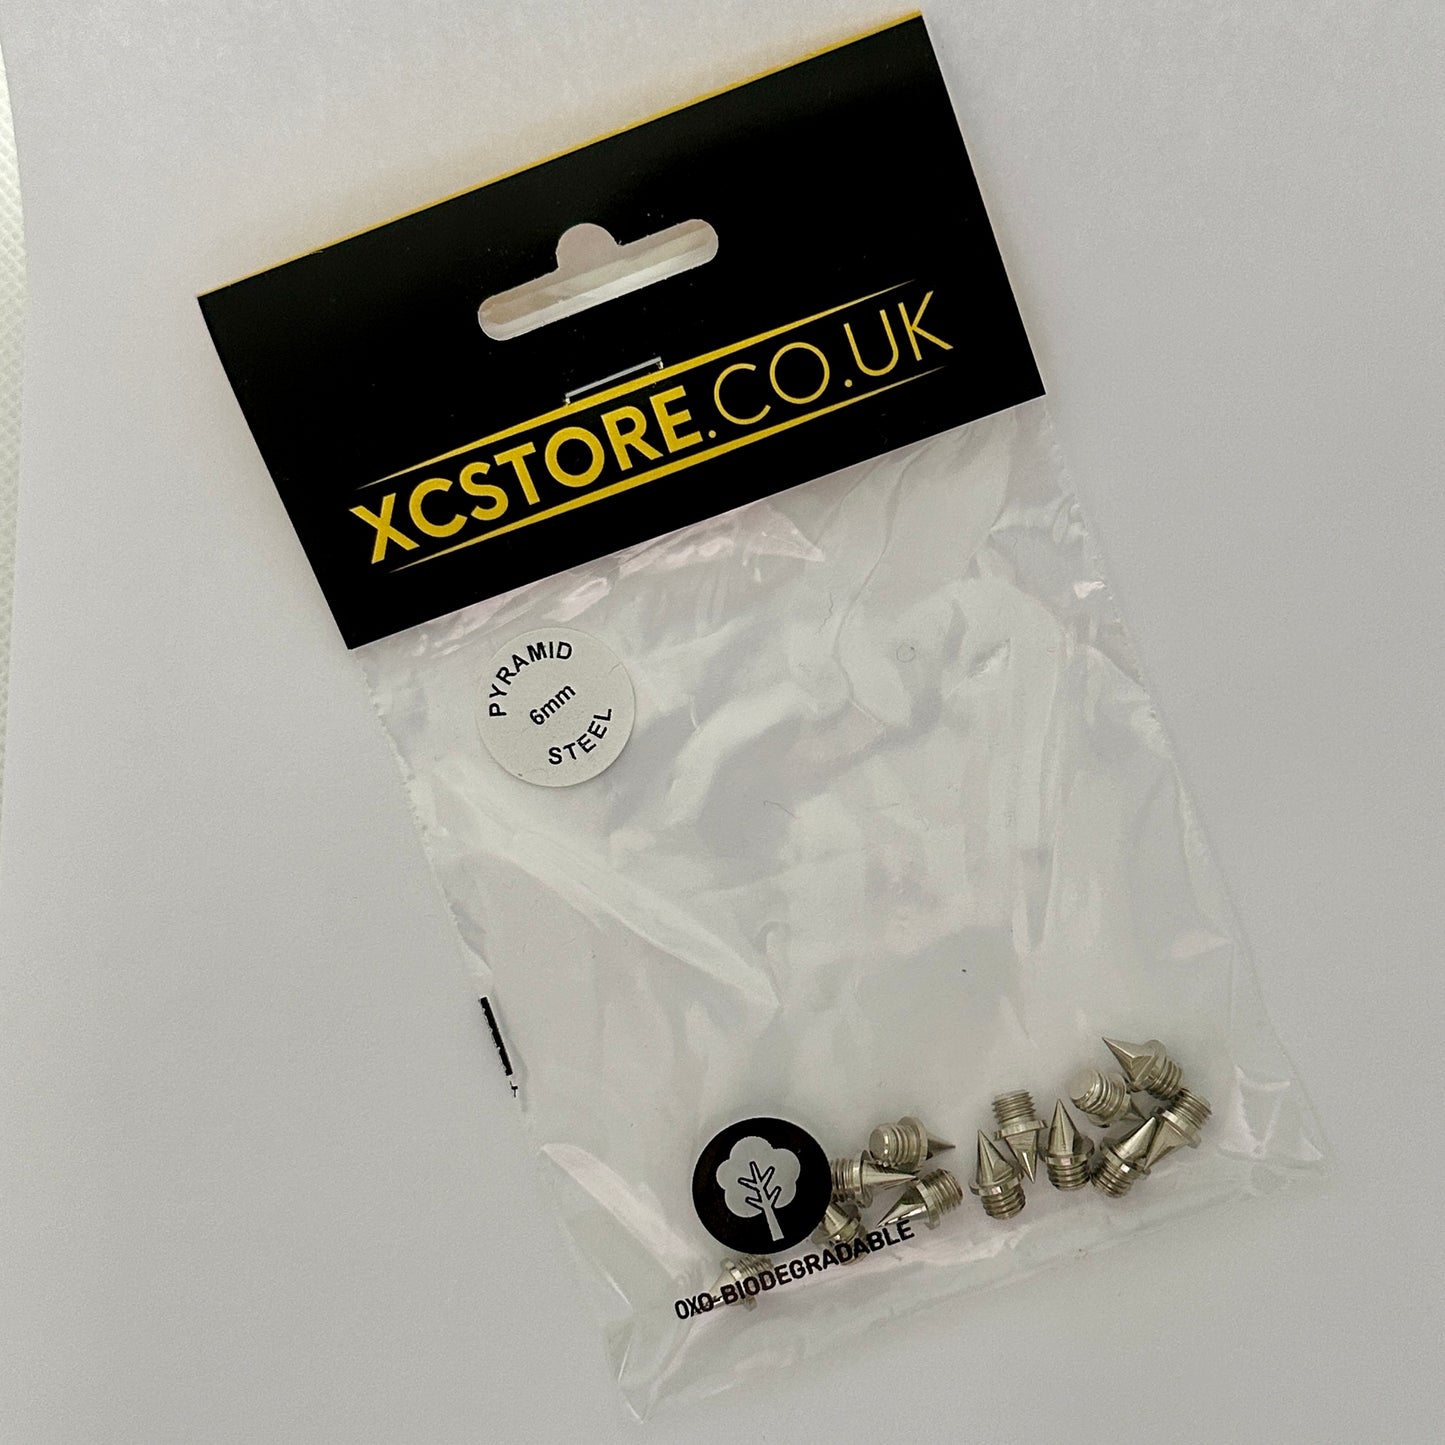 XCSTORE.CO.UK
PYRAMID
6mm
STEEL
OXO-BIODEGRADABLE